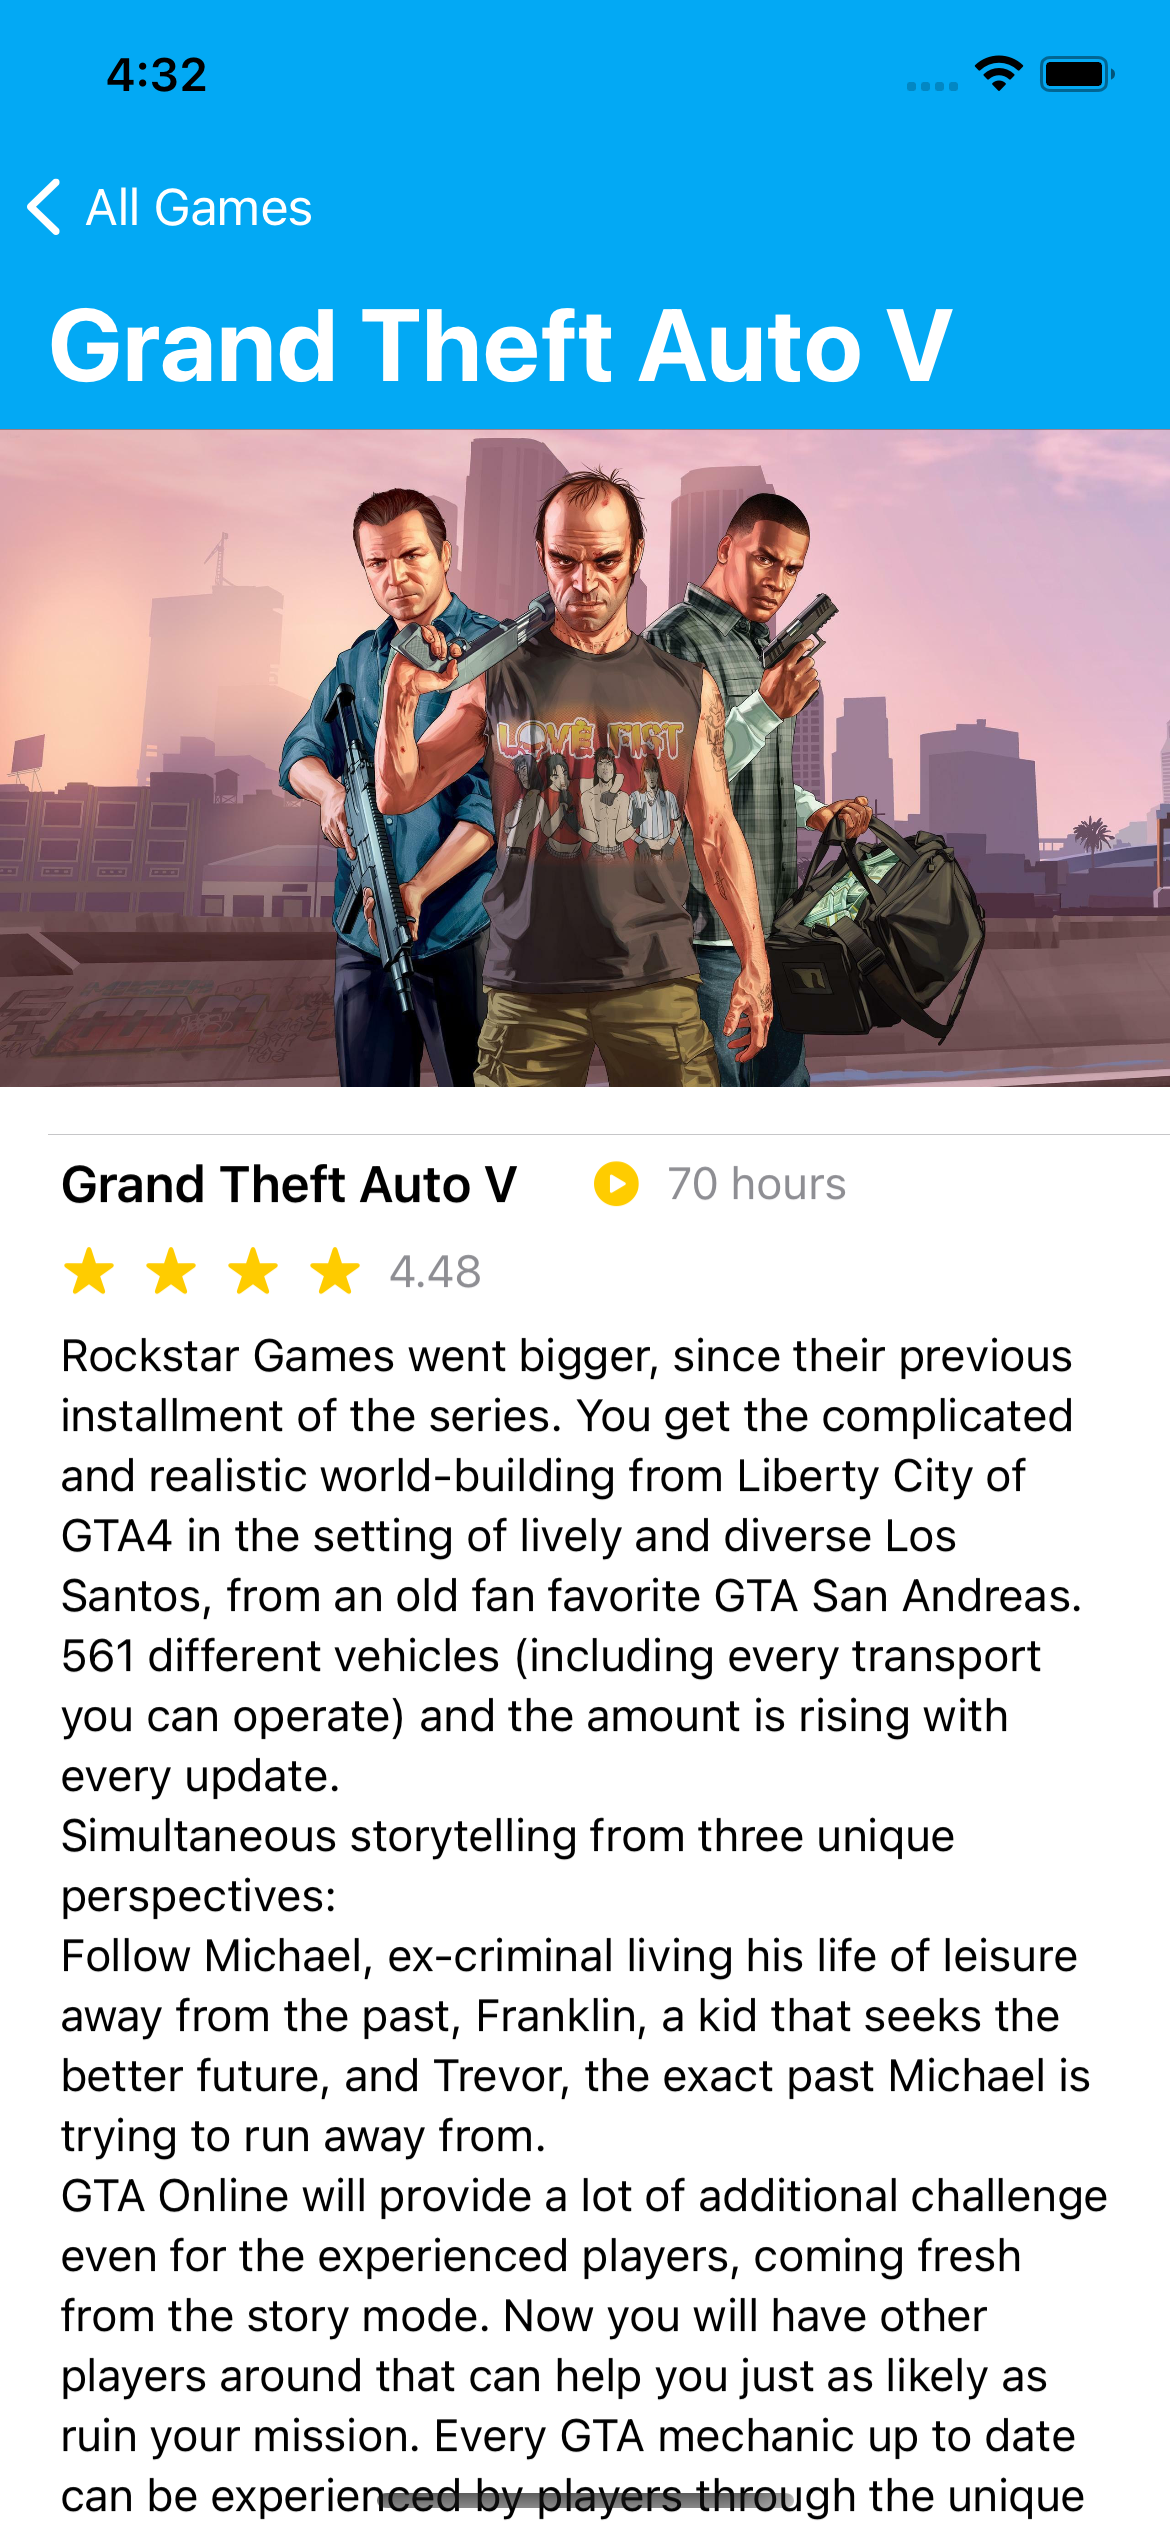 4:32
All Games
Grand Theft Auto V
LOVE FIST
Grand Theft Auto V
70 hours
4.48
Rockstar Games went bigger, since their previous
installment of the series. You get the complicated
and realistic world-building from Liberty City of
GTA4 in the setting of lively and diverse Los
Santos, from an old fan favorite GTA San Andreas.
561 different vehicles (including every transport
you can operate) and the amount is rising with
every update.
Simultaneous storytelling from three unique
perspectives:
Follow Michael, ex-criminal living his life of leisure
away from the past, Franklin, a kid that seeks the
better future, and Trevor, the exact past Michael is
trying to run away from.
GTA Online will provide a lot of additional challenge
even for the experienced players, coming fresh
from the story mode. Now you will have other
players around that can help you just as likely as
ruin your mission. Every GTA mechanic up to date
can be experienced by players through the unique